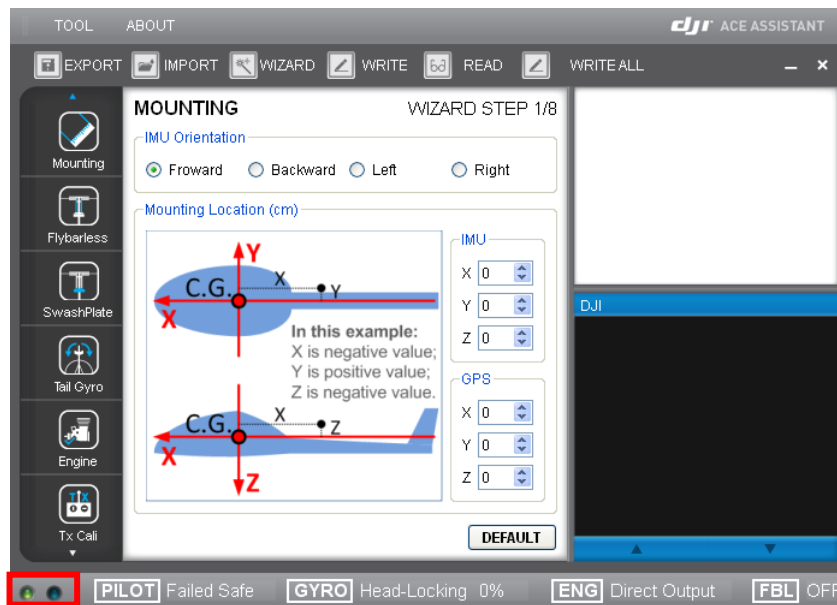 TOOL ABOUT
dji ACE ASSISTANT
EXPORT IMPORT WIZARD WRITE READ WRITE ALL
MOUNTING WIZARD STEP 1/8
IMU Orientation
Froward Backward Left Right
Mounting
Mounting Location (cm)
Flybarless
SwashPlate
Tail Gyro
Engine
Tx
Tx Cali
Y
C.G. X Y
X
In this example:
X is negative value;
Y is positive value;
Z is negative value.
C.G. X Z
X
Z
IMU
X 0
Y 0
Z 0
GPS
X 0
Y 0
Z 0
DEFAULT
DJI
PILOT Failed Safe GYRO Head-Locking 0% ENG Direct Output FBL OFF